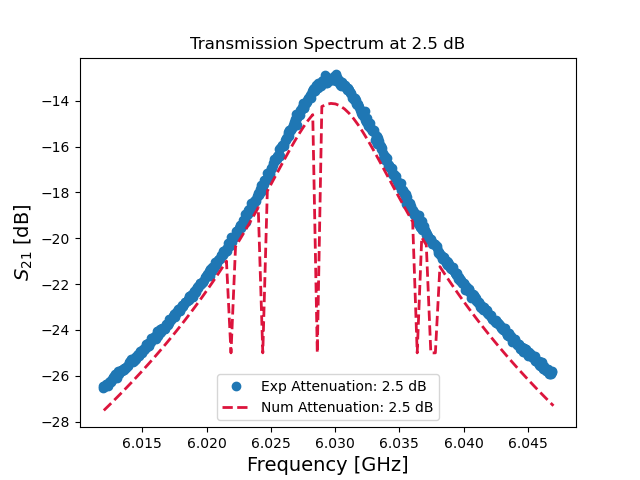 Transmission Spectrum at 2.5 dB
S21 [dB]
−14
−16
−18
−20
−22
−24
−26
−28
Exp Attenuation: 2.5 dB
Num Attenuation: 2.5 dB
6.015 6.020 6.025 6.030 6.035 6.040 6.045
Frequency [GHz]